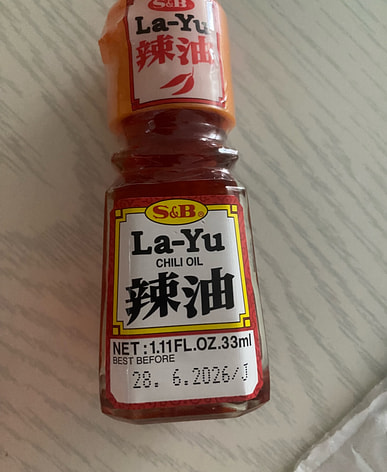 S&B
La-Yu
辣油
S&B®
La-Yu
CHILI OIL
辣油
NET:1.11FL.OZ.33ml
BEST BEFORE
28. 6.2026/J